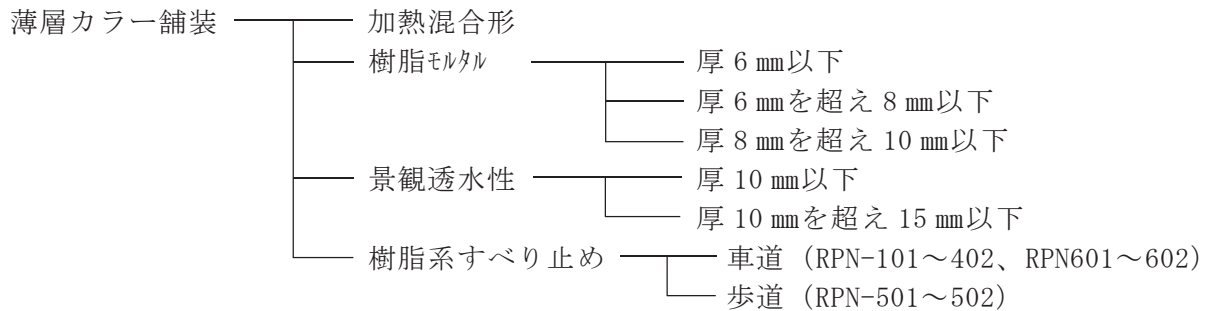 薄層カラー舗装 加熱混合形
樹脂ﾓﾙﾀﾙ 厚 6 ㎜以下
厚 6 ㎜を超え 8 ㎜以下
厚 8 ㎜を超え 10 ㎜以下
景観透水性 厚 10 ㎜以下
厚 10 ㎜を超え 15 ㎜以下
樹脂系すべり止め 車道（RPN-101～402、RPN601～602）
歩道（RPN-501～502）